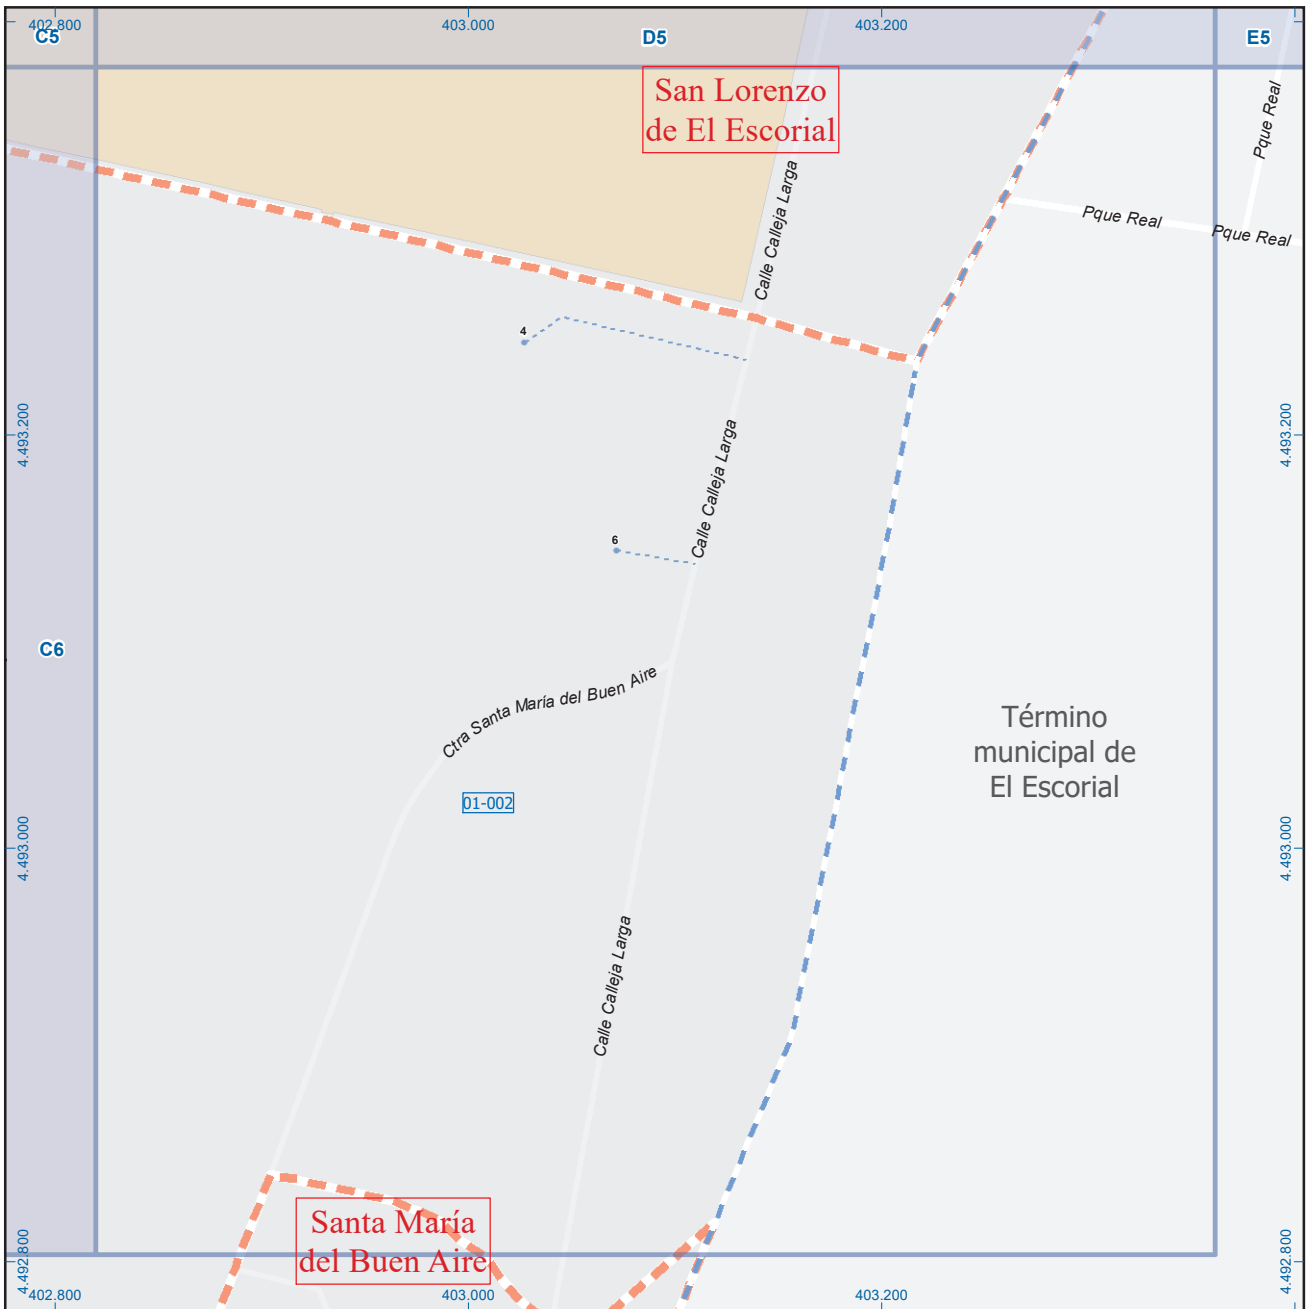 402.800
403.000
403.200
C5
D5
E5
San Lorenzo
de El Escorial
Pque Real
Calle Calleja Larga
Pque Real
Pque Real
4
4.493.200
4.493.200
Calle Calleja Larga
6
C6
Ctra Santa María del Buen Aire
Término
municipal de
El Escorial
01-002
4.493.000
4.493.000
Calle Calleja Larga
Santa María
del Buen Aire
4.492.800
4.492.800
402.800
403.000
403.200